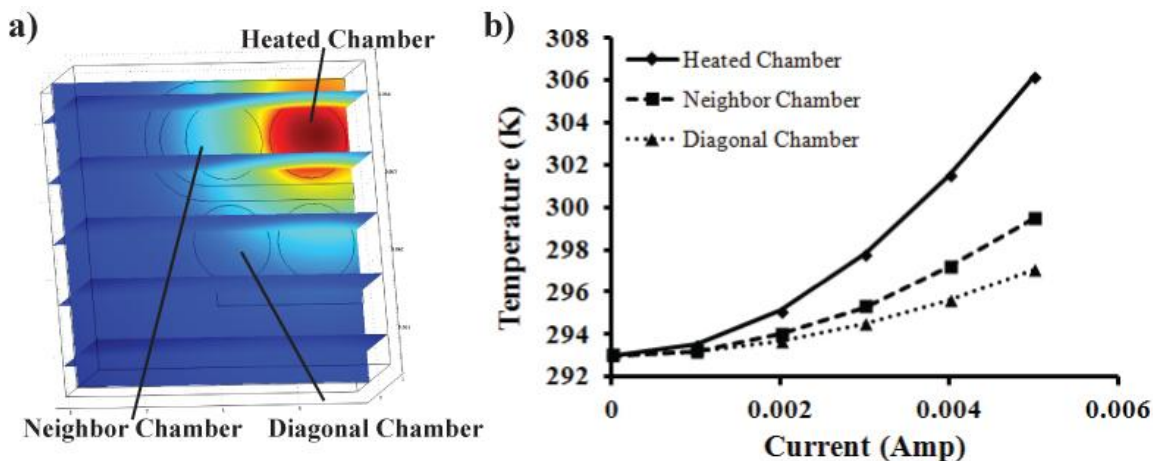 a)
Heated Chamber
Neighbor Chamber
Diagonal Chamber
b)
308
306
304
302
300
298
296
294
292
Temperature (K)
Heated Chamber
Neighbor Chamber
Diagonal Chamber
0
0.002
0.004
0.006
Current (Amp)